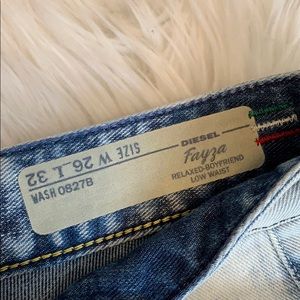 DIESEL
Fayza
RELAXED-BOYFRIEND
LOW WAIST
SIZE W 26 L 32
WASH 0827B